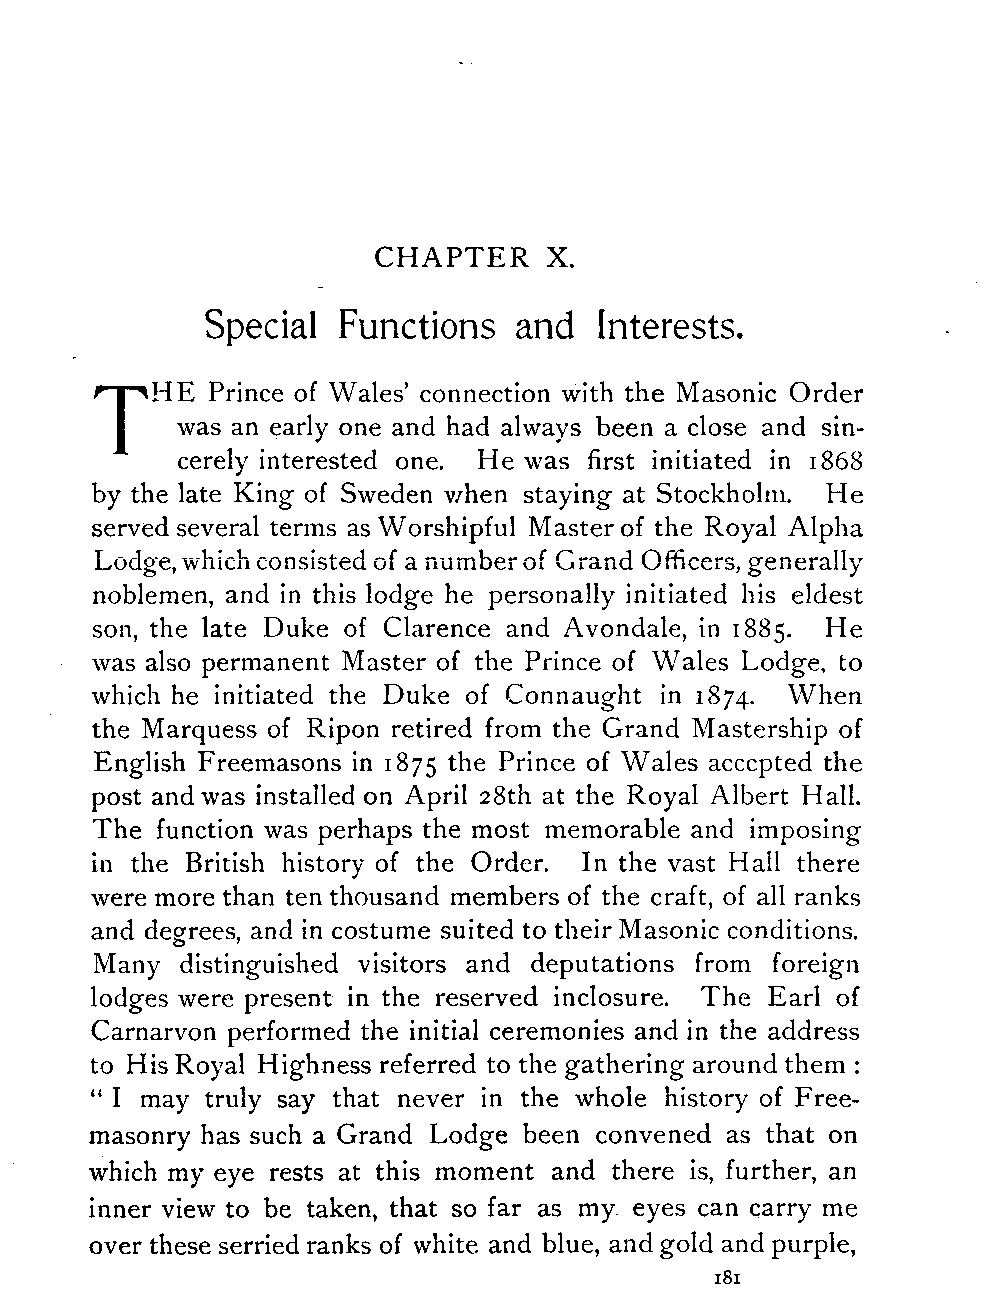 CHAPTER X.
Special Functions and Interests.
THE Prince of Wales' connection with the Masonic Order
was an early one and had always been a close and sin-
cerely interested one. He was first initiated in 1868
by the late King of Sweden when staying at Stockholm. He
served several terms as Worshipful Master of the Royal Alpha
Lodge, which consisted of a number of Grand Officers, generally
noblemen, and in this lodge he personally initiated his eldest
son, the late Duke of Clarence and Avondale, in 1885. He
was also permanent Master of the Prince of Wales Lodge, to
which he initiated the Duke of Connaught in 1874. When
the Marquess of Ripon retired from the Grand Mastership of
English Freemasons in 1875 the Prince of Wales accepted the
post and was installed on April 28th at the Royal Albert Hall.
The function was perhaps the most memorable and imposing
in the British history of the Order. In the vast Hall there
were more than ten thousand members of the craft, of all ranks
and degrees, and in costume suited to their Masonic conditions.
Many distinguished visitors and deputations from foreign
lodges were present in the reserved inclosure. The Earl of
Carnarvon performed the initial ceremonies and in the address
to His Royal Highness referred to the gathering around them :
" I may truly say that never in the whole history of Free-
masonry has such a Grand Lodge been convened as that on
which my eye rests at this moment and there is, further, an
inner view to be taken, that so far as my eyes can carry me
over these serried ranks of white and blue, and gold and purple,
181